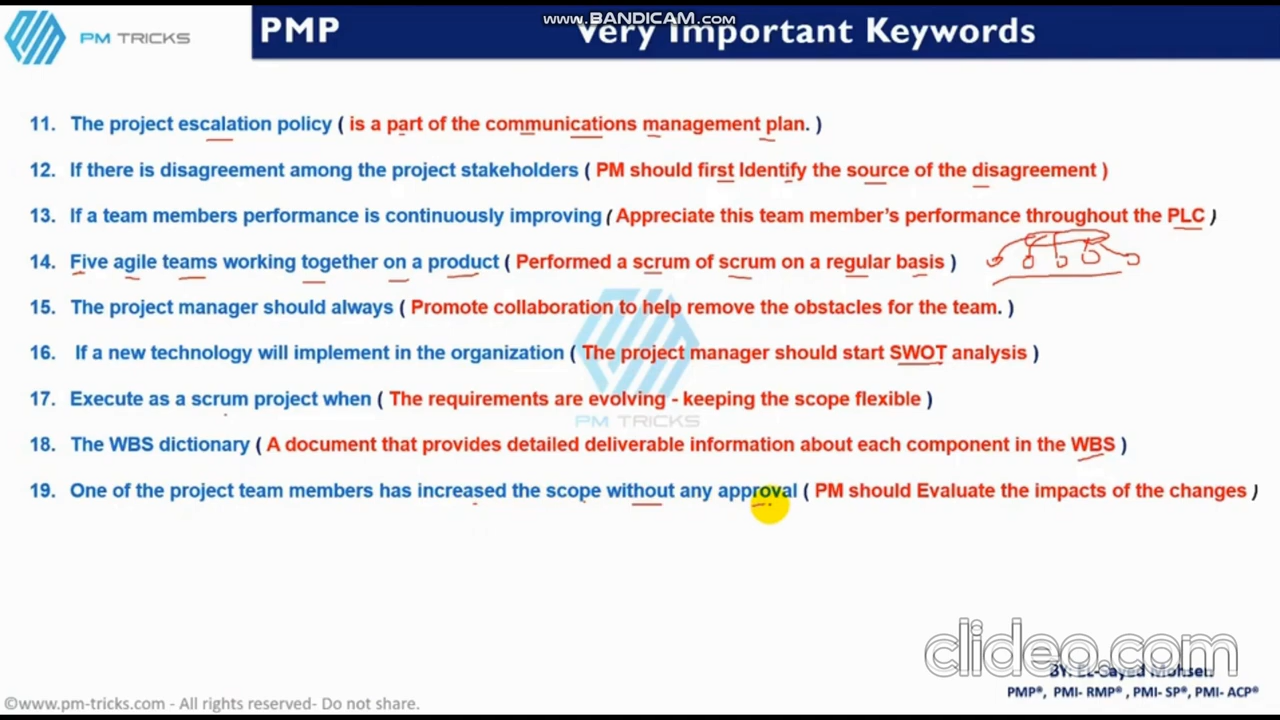 www.BANDICAM.com
PM TRICKS
PMP Very Important Keywords
11. The project escalation policy ( is a part of the communications management plan. )
12. If there is disagreement among the project stakeholders ( PM should first Identify the source of the disagreement )
13. If a team members performance is continuously improving ( Appreciate this team member’s performance throughout the PLC )
14. Five agile teams working together on a product ( Performed a scrum of scrum on a regular basis )
15. The project manager should always ( Promote collaboration to help remove the obstacles for the team. )
16. If a new technology will implement in the organization ( The project manager should start SWOT analysis )
17. Execute as a scrum project when ( The requirements are evolving - keeping the scope flexible )
PM TRICKS
18. The WBS dictionary ( A document that provides detailed deliverable information about each component in the WBS )
19. One of the project team members has increased the scope without any approval ( PM should Evaluate the impacts of the changes )
clideo.com
BY: EL-Sayed Mohsen
PMP®, PMI- RMP® , PMI- SP®, PMI- ACP®
©www.pm-tricks.com - All rights reserved- Do not share.